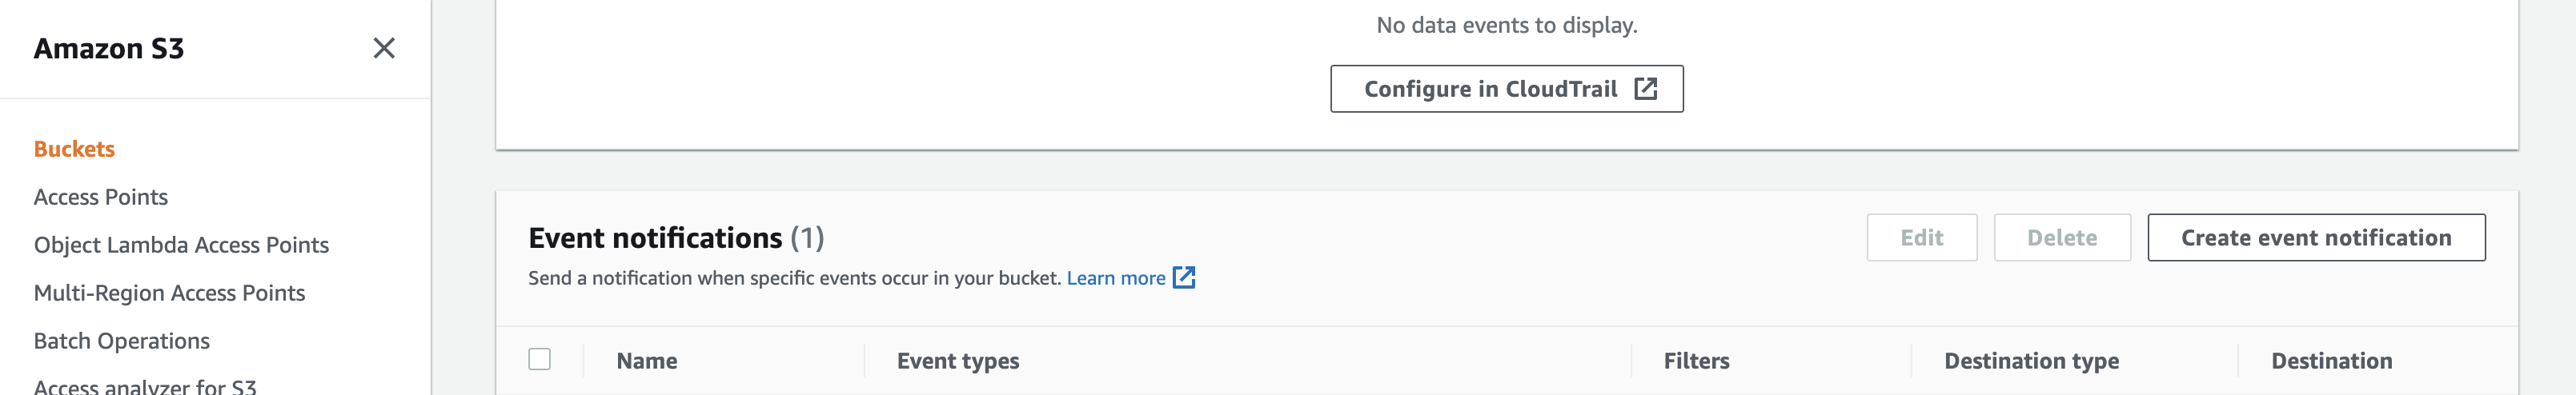 Amazon S3
Buckets
Access Points
Object Lambda Access Points
Multi-Region Access Points
Batch Operations
Access analyzer for S3
No data events to display.
Configure in CloudTrail
Event notifications (1)
Send a notification when specific events occur in your bucket. Learn more
Edit Delete Create event notification
Name Event types Filters Destination type Destination